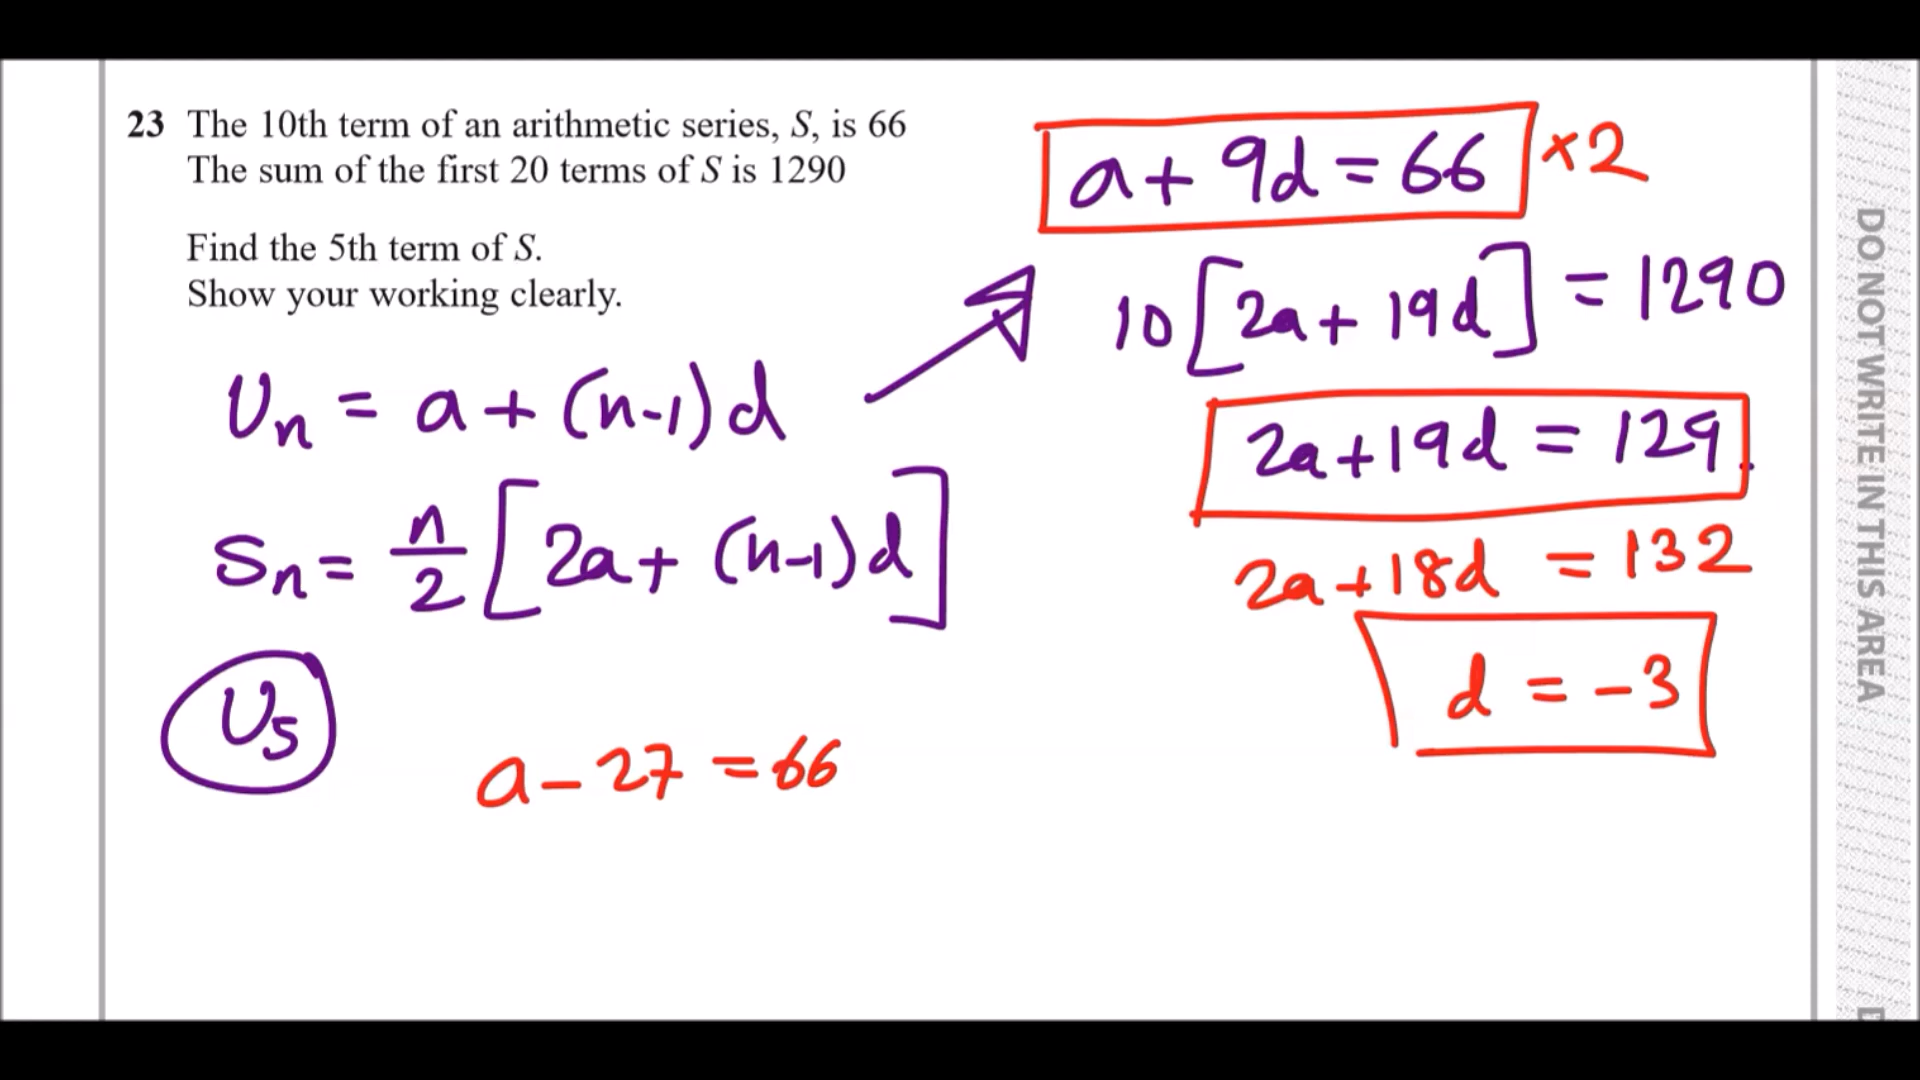 23 The 10th term of an arithmetic series, S, is 66
The sum of the first 20 terms of S is 1290
Find the 5th term of S.
Show your working clearly.
Un = a + (n-1)d
Sn = n/2 [2a + (n-1)d]
U5
a - 27 = 66
a + 9d = 66 ×2
10[2a + 19d] = 1290
2a + 19d = 129.
2a + 18d = 132
d = -3
DO NOT WRITE IN THIS AREA